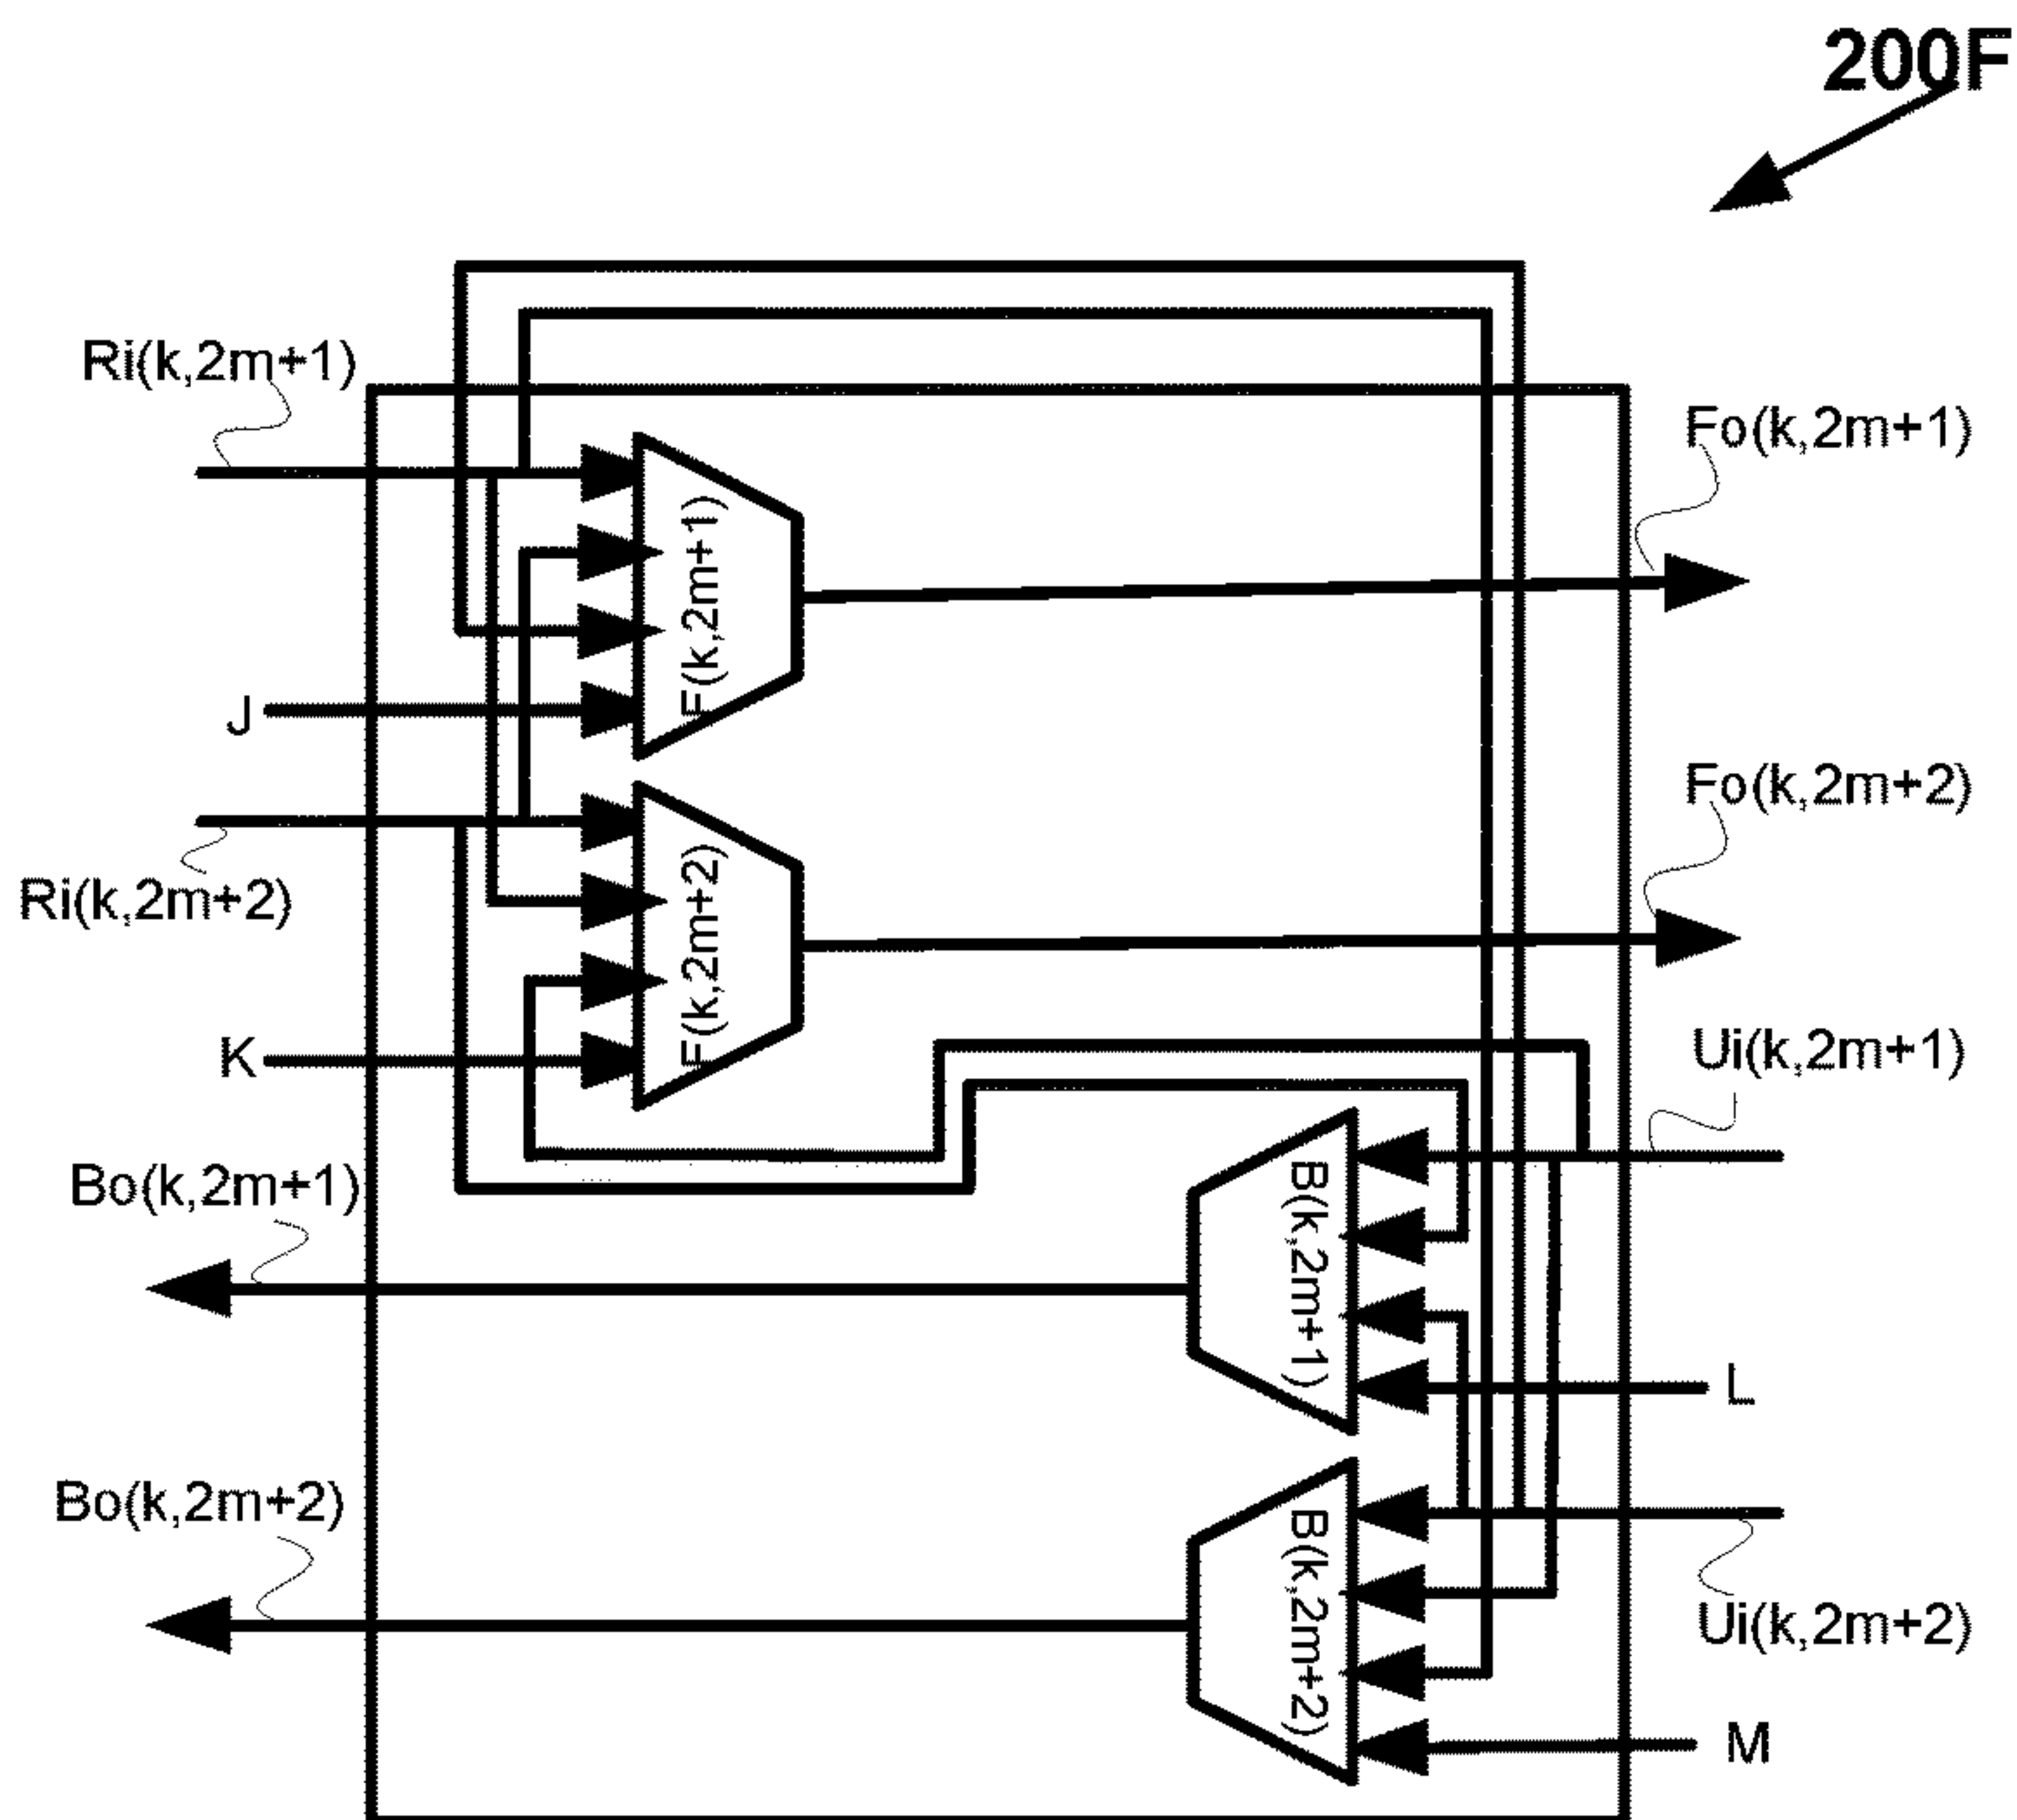 200F
Ri(k,2m+1)
Fo(k,2m+1)
F(k,2m+1)
J
Fo(k,2m+2)
Ri(k,2m+2)
F(k,2m+2)
K
Ui(k,2m+1)
Bo(k,2m+1)
B(k,2m+1)
L
Bo(k,2m+2)
B(k,2m+2)
Ui(k,2m+2)
M